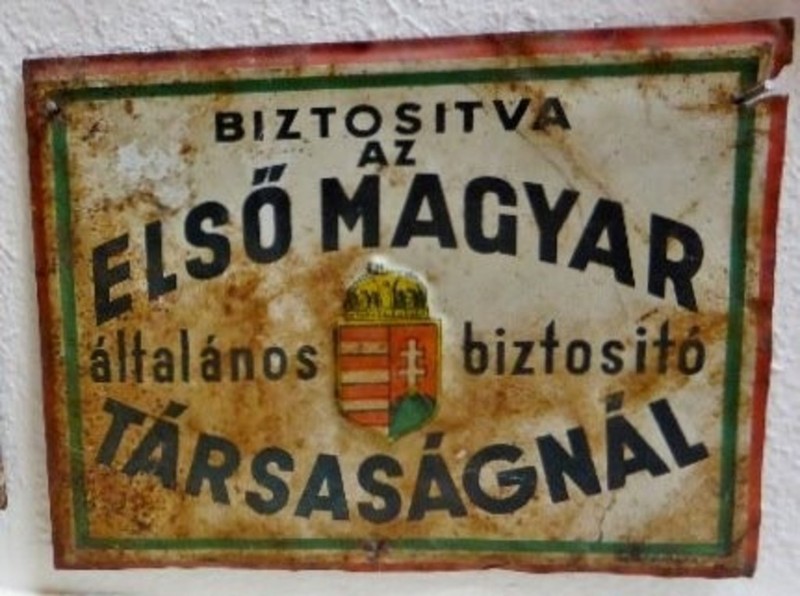 BIZTOSITVA
AZ
ELSŐ MAGYAR
általános biztositó
TÁRSASÁGNÁL